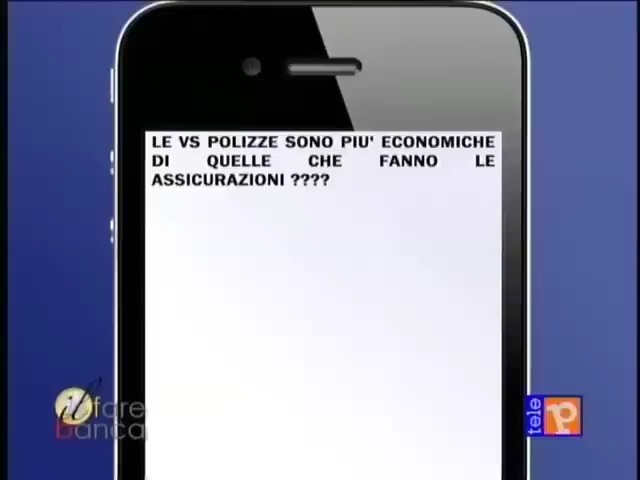 LE VS POLIZZE SONO PIU' ECONOMICHE
DI QUELLE CHE FANNO LE
ASSICURAZIONI ????
il fare
banca
tele
p